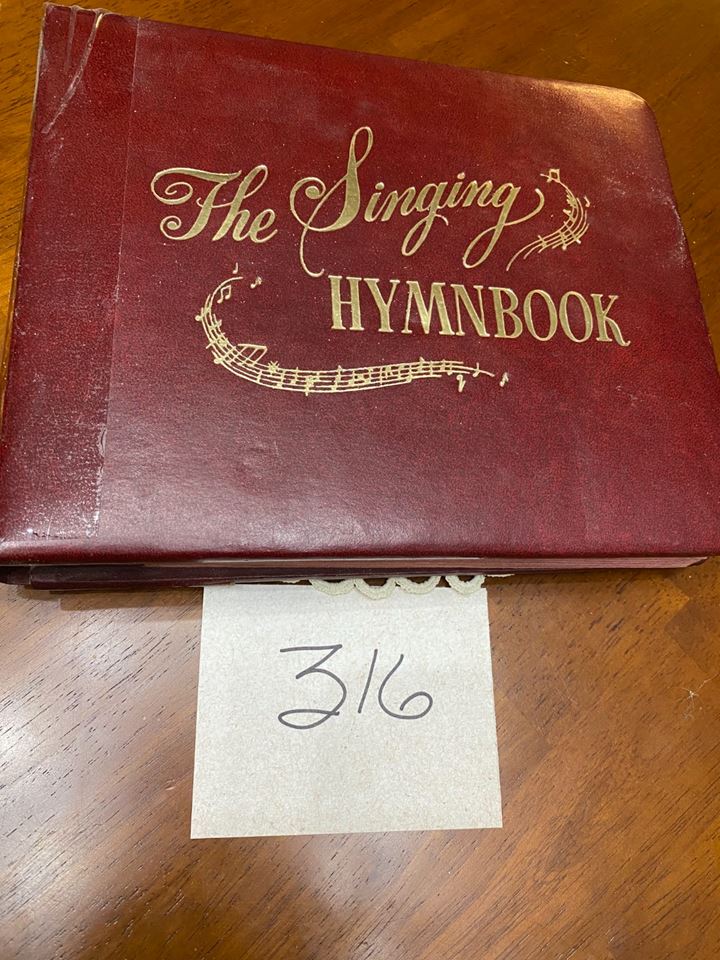 The Singing
HYMNBOOK
316